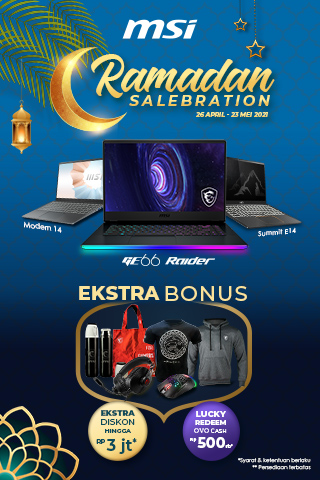 msi
Ramadan
SALEBRATION
26 APRIL - 23 MEI 2021
msi
Modern 14
Summit E14
GE66 Raider
EKSTRA BONUS
EKSTRA
DISKON
HINGGA
RP 3 jt*
LUCKY
REDEEM
OVO CASH
Rp 500rb*
*Syarat & ketentuan berlaku
** Persediaan terbatas